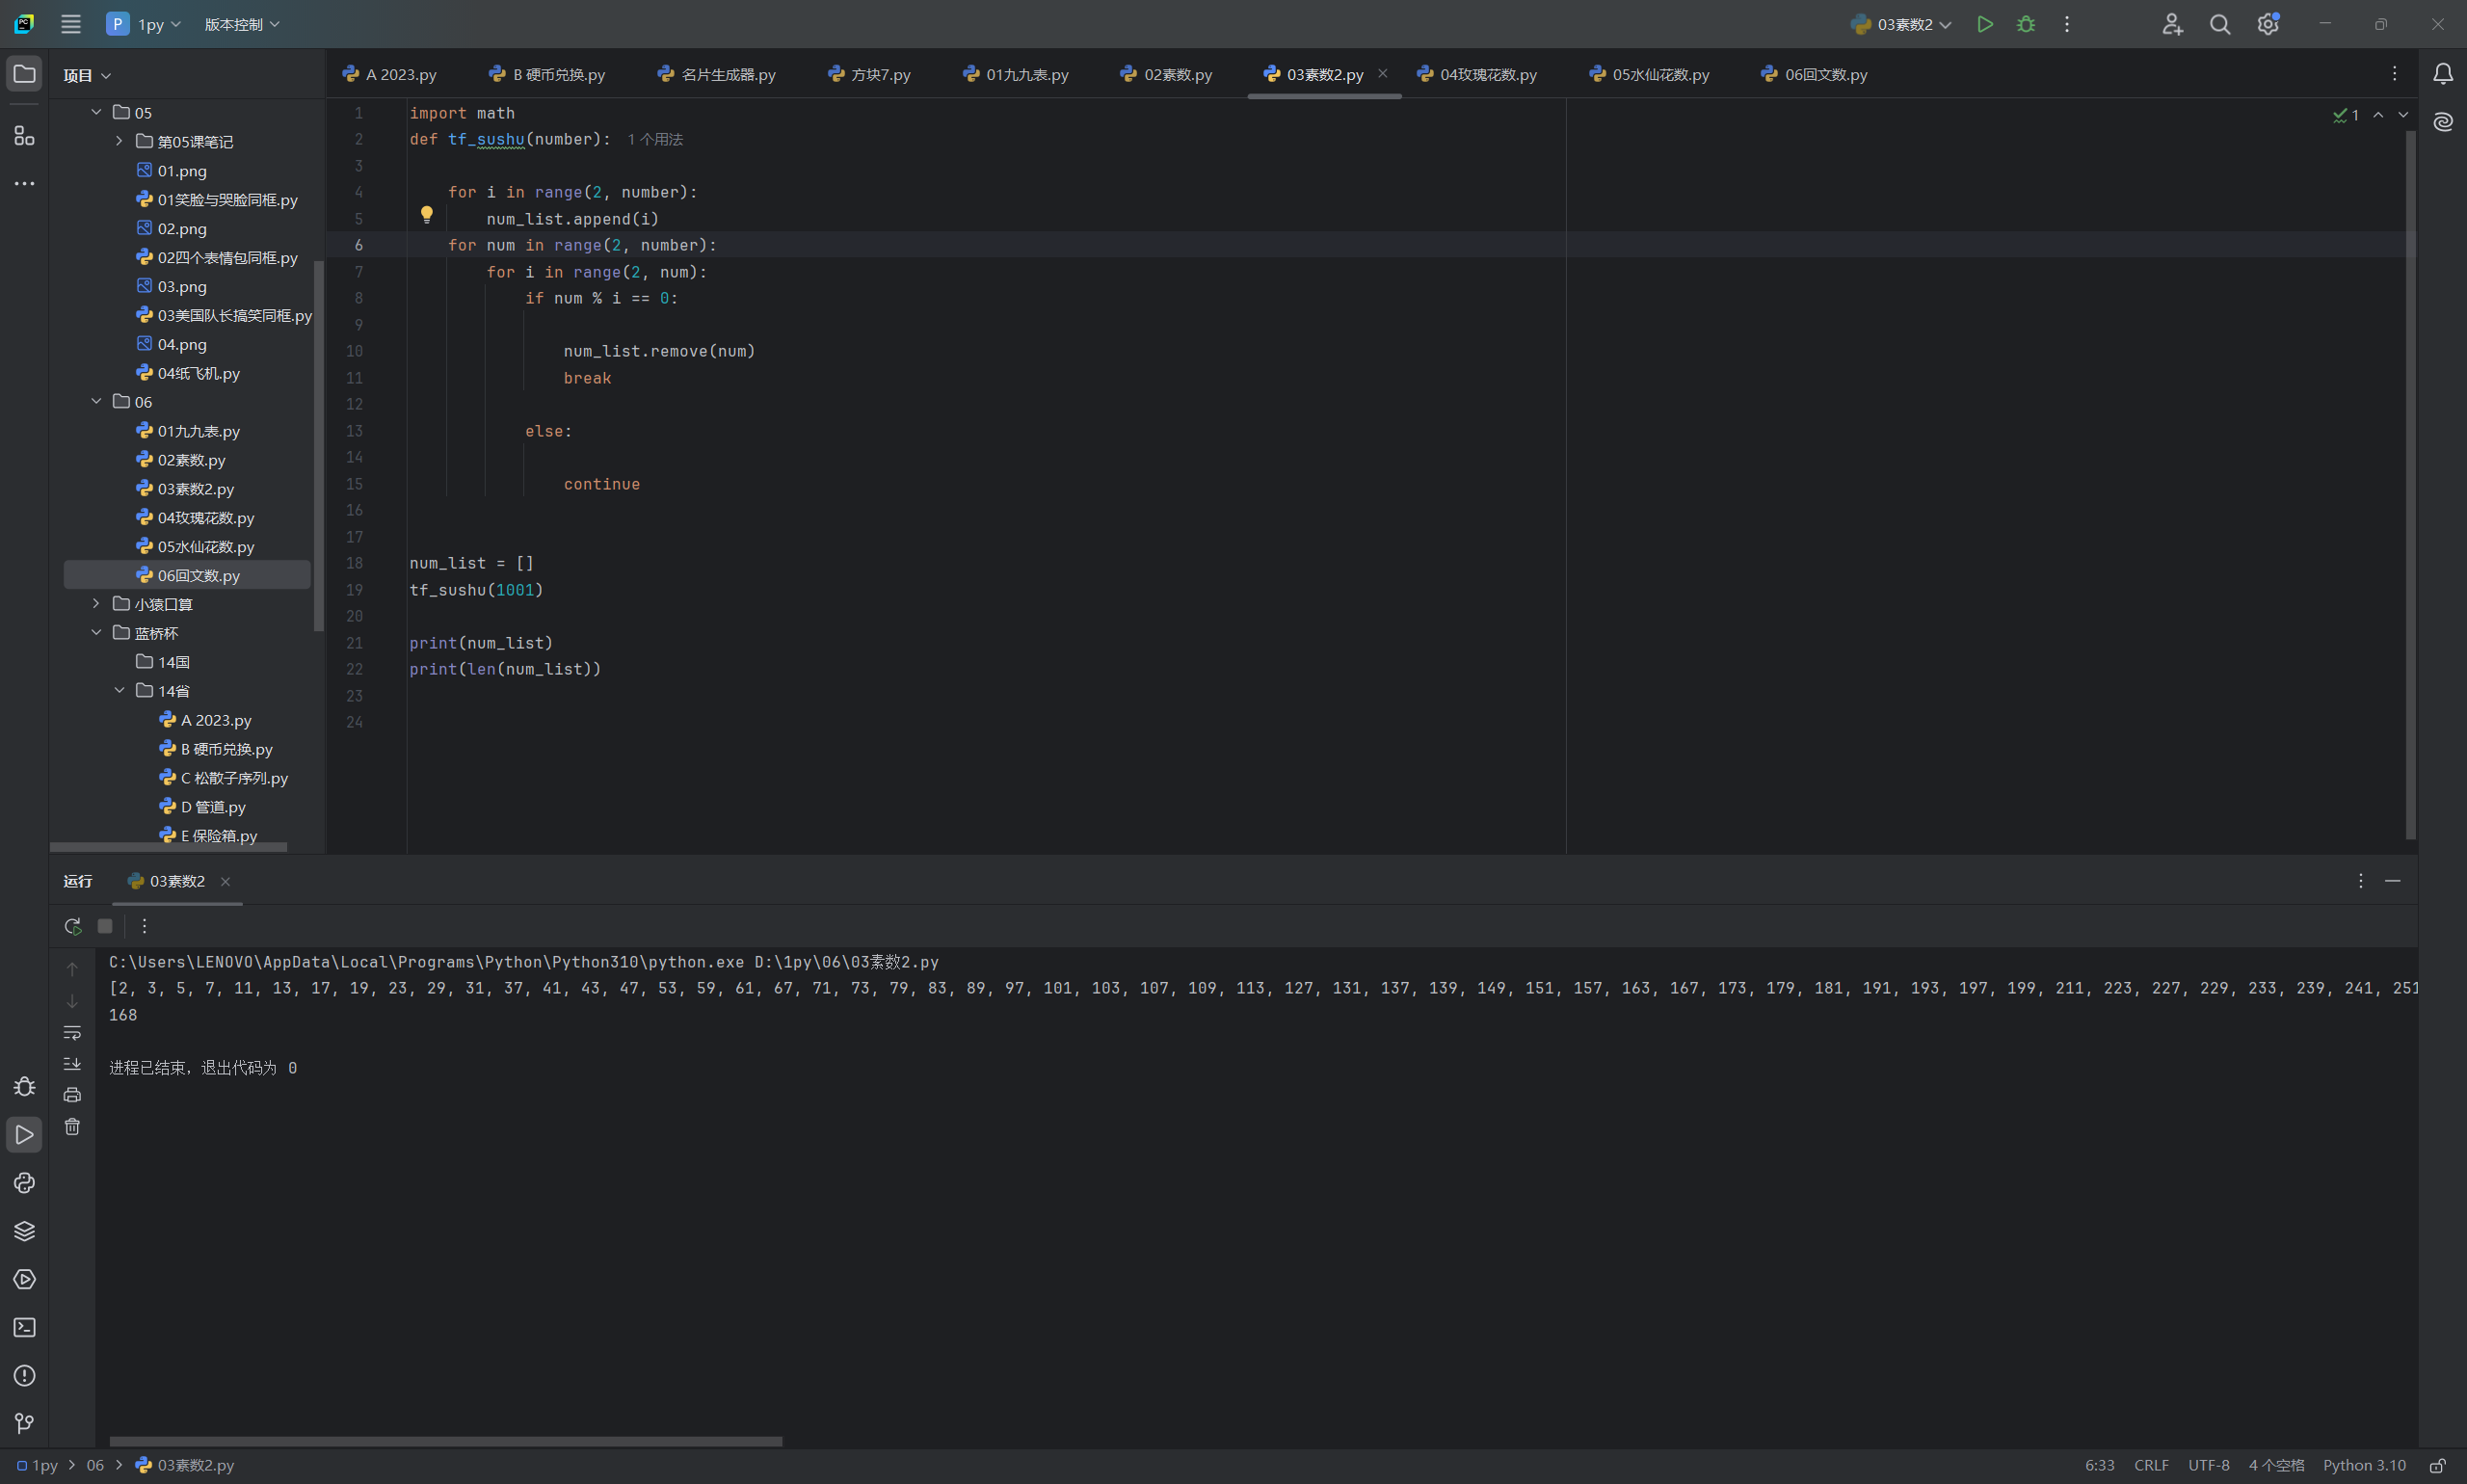 P 1py 版本控制 03素数2
项目
A 2023.py B 硬币兑换.py 名片生成器.py 方块7.py 01九九表.py 02素数.py 03素数2.py 04玫瑰花数.py 05水仙花数.py 06回文数.py
05
第05课笔记
01.png
01笑脸与哭脸同框.py
02.png
02四个表情包同框.py
03.png
03美国队长搞笑同框.py
04.png
04纸飞机.py
06
01九九表.py
02素数.py
03素数2.py
04玫瑰花数.py
05水仙花数.py
06回文数.py
小猿口算
蓝桥杯
14国
14省
A 2023.py
B 硬币兑换.py
C 松散子序列.py
D 管道.py
E 保险箱.py
1 import math
2 def tf_sushu(number): 1个用法
3
4 for i in range(2, number):
5 num_list.append(i)
6 for num in range(2, number):
7 for i in range(2, num):
8 if num % i == 0:
9
10 num_list.remove(num)
11 break
12
13 else:
14
15 continue
16
17
18 num_list = []
19 tf_sushu(1001)
20
21 print(num_list)
22 print(len(num_list))
23
24
1
运行 03素数2
C:\Users\LENOVO\AppData\Local\Programs\Python\Python310\python.exe D:\1py\06\03素数2.py
[2, 3, 5, 7, 11, 13, 17, 19, 23, 29, 31, 37, 41, 43, 47, 53, 59, 61, 67, 71, 73, 79, 83, 89, 97, 101, 103, 107, 109, 113, 127, 131, 137, 139, 149, 151, 157, 163, 167, 173, 179, 181, 191, 193, 197, 199, 211, 223, 227, 229, 233, 239, 241, 251
168
进程已结束，退出代码为 0
1py > 06 > 03素数2.py 6:33 CRLF UTF-8 4 个空格 Python 3.10